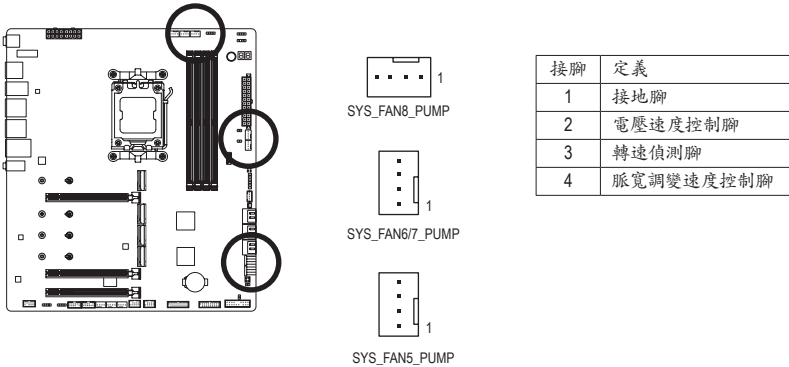 1
SYS_FAN8_PUMP
1
SYS_FAN6/7_PUMP
1
SYS_FAN5_PUMP
接腳 定義
1 接地腳
2 電壓速度控制腳
3 轉速偵測腳
4 脈寬調變速度控制腳